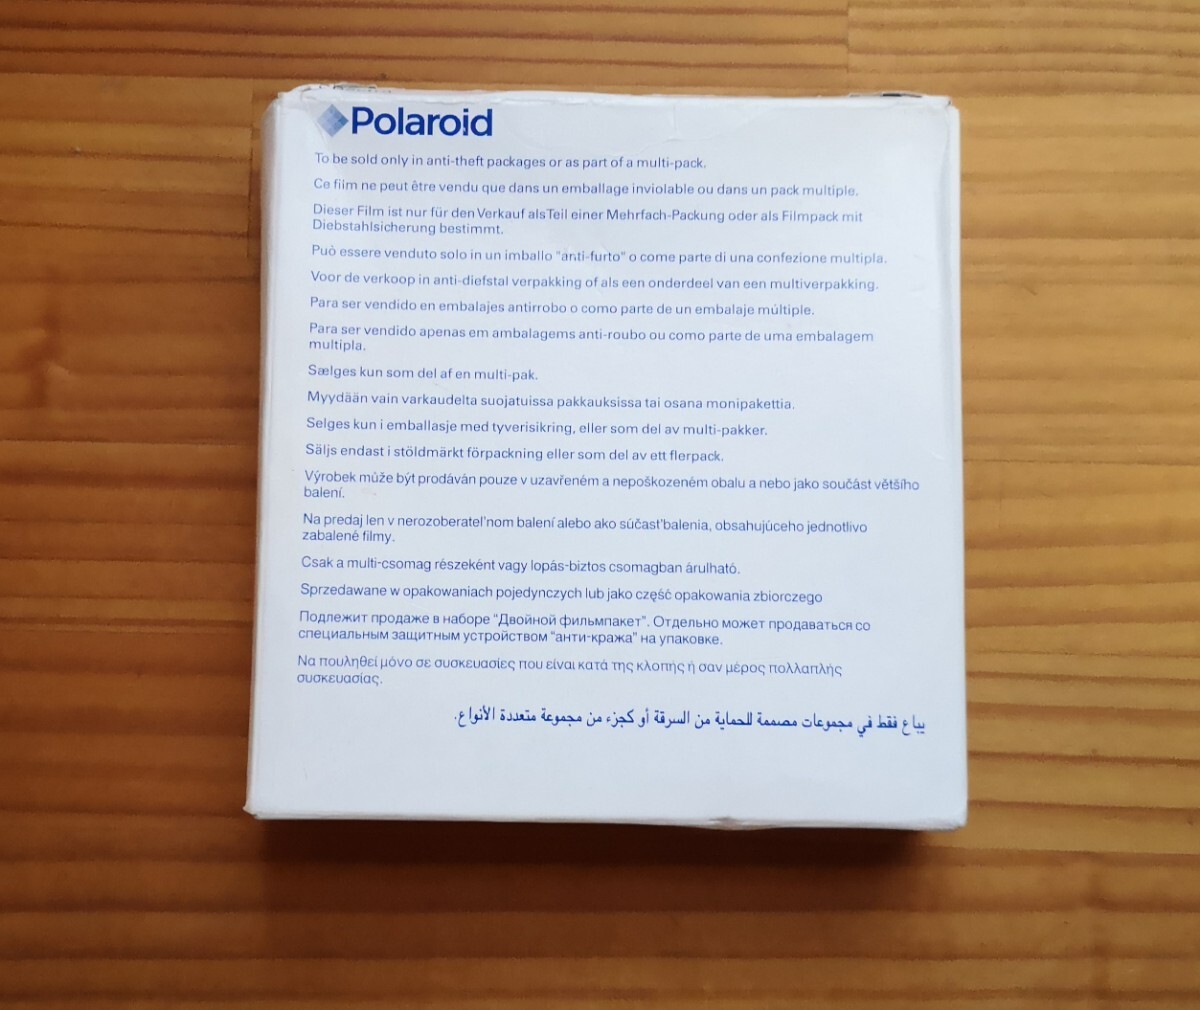 Polaroid
To be sold only in anti-theft packages or as part of a multi-pack.
Ce film ne peut être vendu que dans un emballage inviolable ou dans un pack multiple.
Dieser Film ist nur für den Verkauf als Teil einer Mehrfach-Packung oder als Filmpack mit
Diebstahlsicherung bestimmt.
Può essere venduto solo in un imballo "anti-furto" o come parte di una confezione multipla.
Voor de verkoop in anti-diefstal verpakking of als een onderdeel van een multiverpakking.
Para ser vendido en embalajes antirrobo o como parte de un embalaje múltiple.
Para ser vendido apenas em ambalagems anti-roubo ou como parte de uma embalagem
multipla.
Sælges kun som del af en multi-pak.
Myydään vain varkaudelta suojatuissa pakkauksissa tai osana monipakettia.
Selges kun i emballasje med tyverisikring, eller som del av multi-pakker.
Säljs endast i stöldmärkt förpackning eller som del av ett flerpack.
Výrobek může být prodáván pouze v uzavřeném a nepoškozeném obalu a nebo jako součást většího
balení.
Na predaj len v nerozoberatel'nom balení alebo ako súčast'balenia, obsahujúceho jednotlivo
zabalené filmy.
Csak a multi-csomag részeként vagy lopás-biztos csomagban árulható.
Sprzedawane w opakowaniach pojedynczych lub jako część opakowania zbiorczego
Подлежит продаже в наборе "Двойной фильмпакет". Отдельно может продаваться со
специальным защитным устройством "анти-кража" на упаковке.
Να πουληθεί μόνο σε συσκευασίες που είναι κατά της κλοπής ή σαν μέρος πολλαπλής
συσκευασίας.
يباع فقط في مجموعات مصممة للحماية من السرقة أو كجزء من مجموعة متعددة الأنواع.